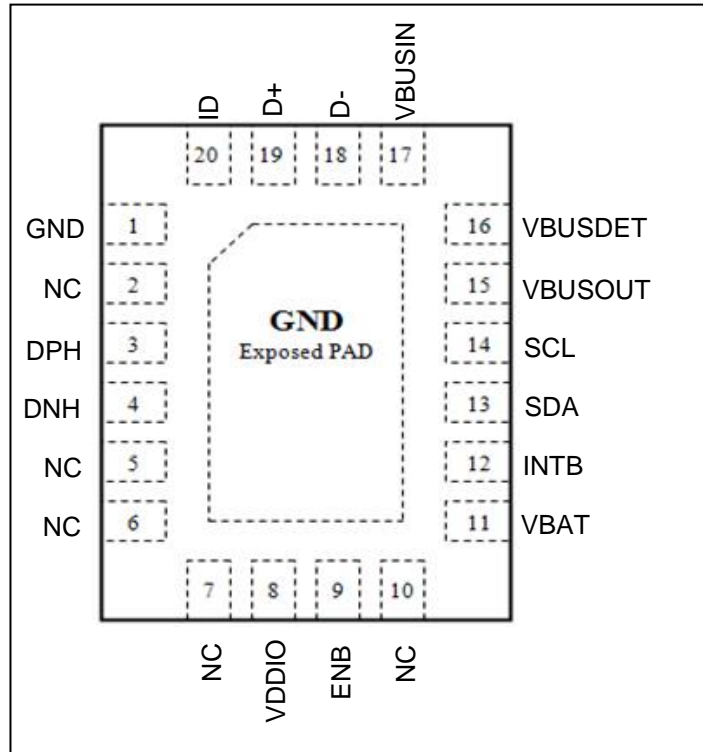 ID D+ D- VBUSIN
20 19 18 17
GND 1 16 VBUSDET
NC 2 15 VBUSOUT
GND
Exposed PAD
DPH 3 14 SCL
DNH 4 13 SDA
NC 5 12 INTB
NC 6 11 VBAT
7 8 9 10
NC VDDIO ENB NC